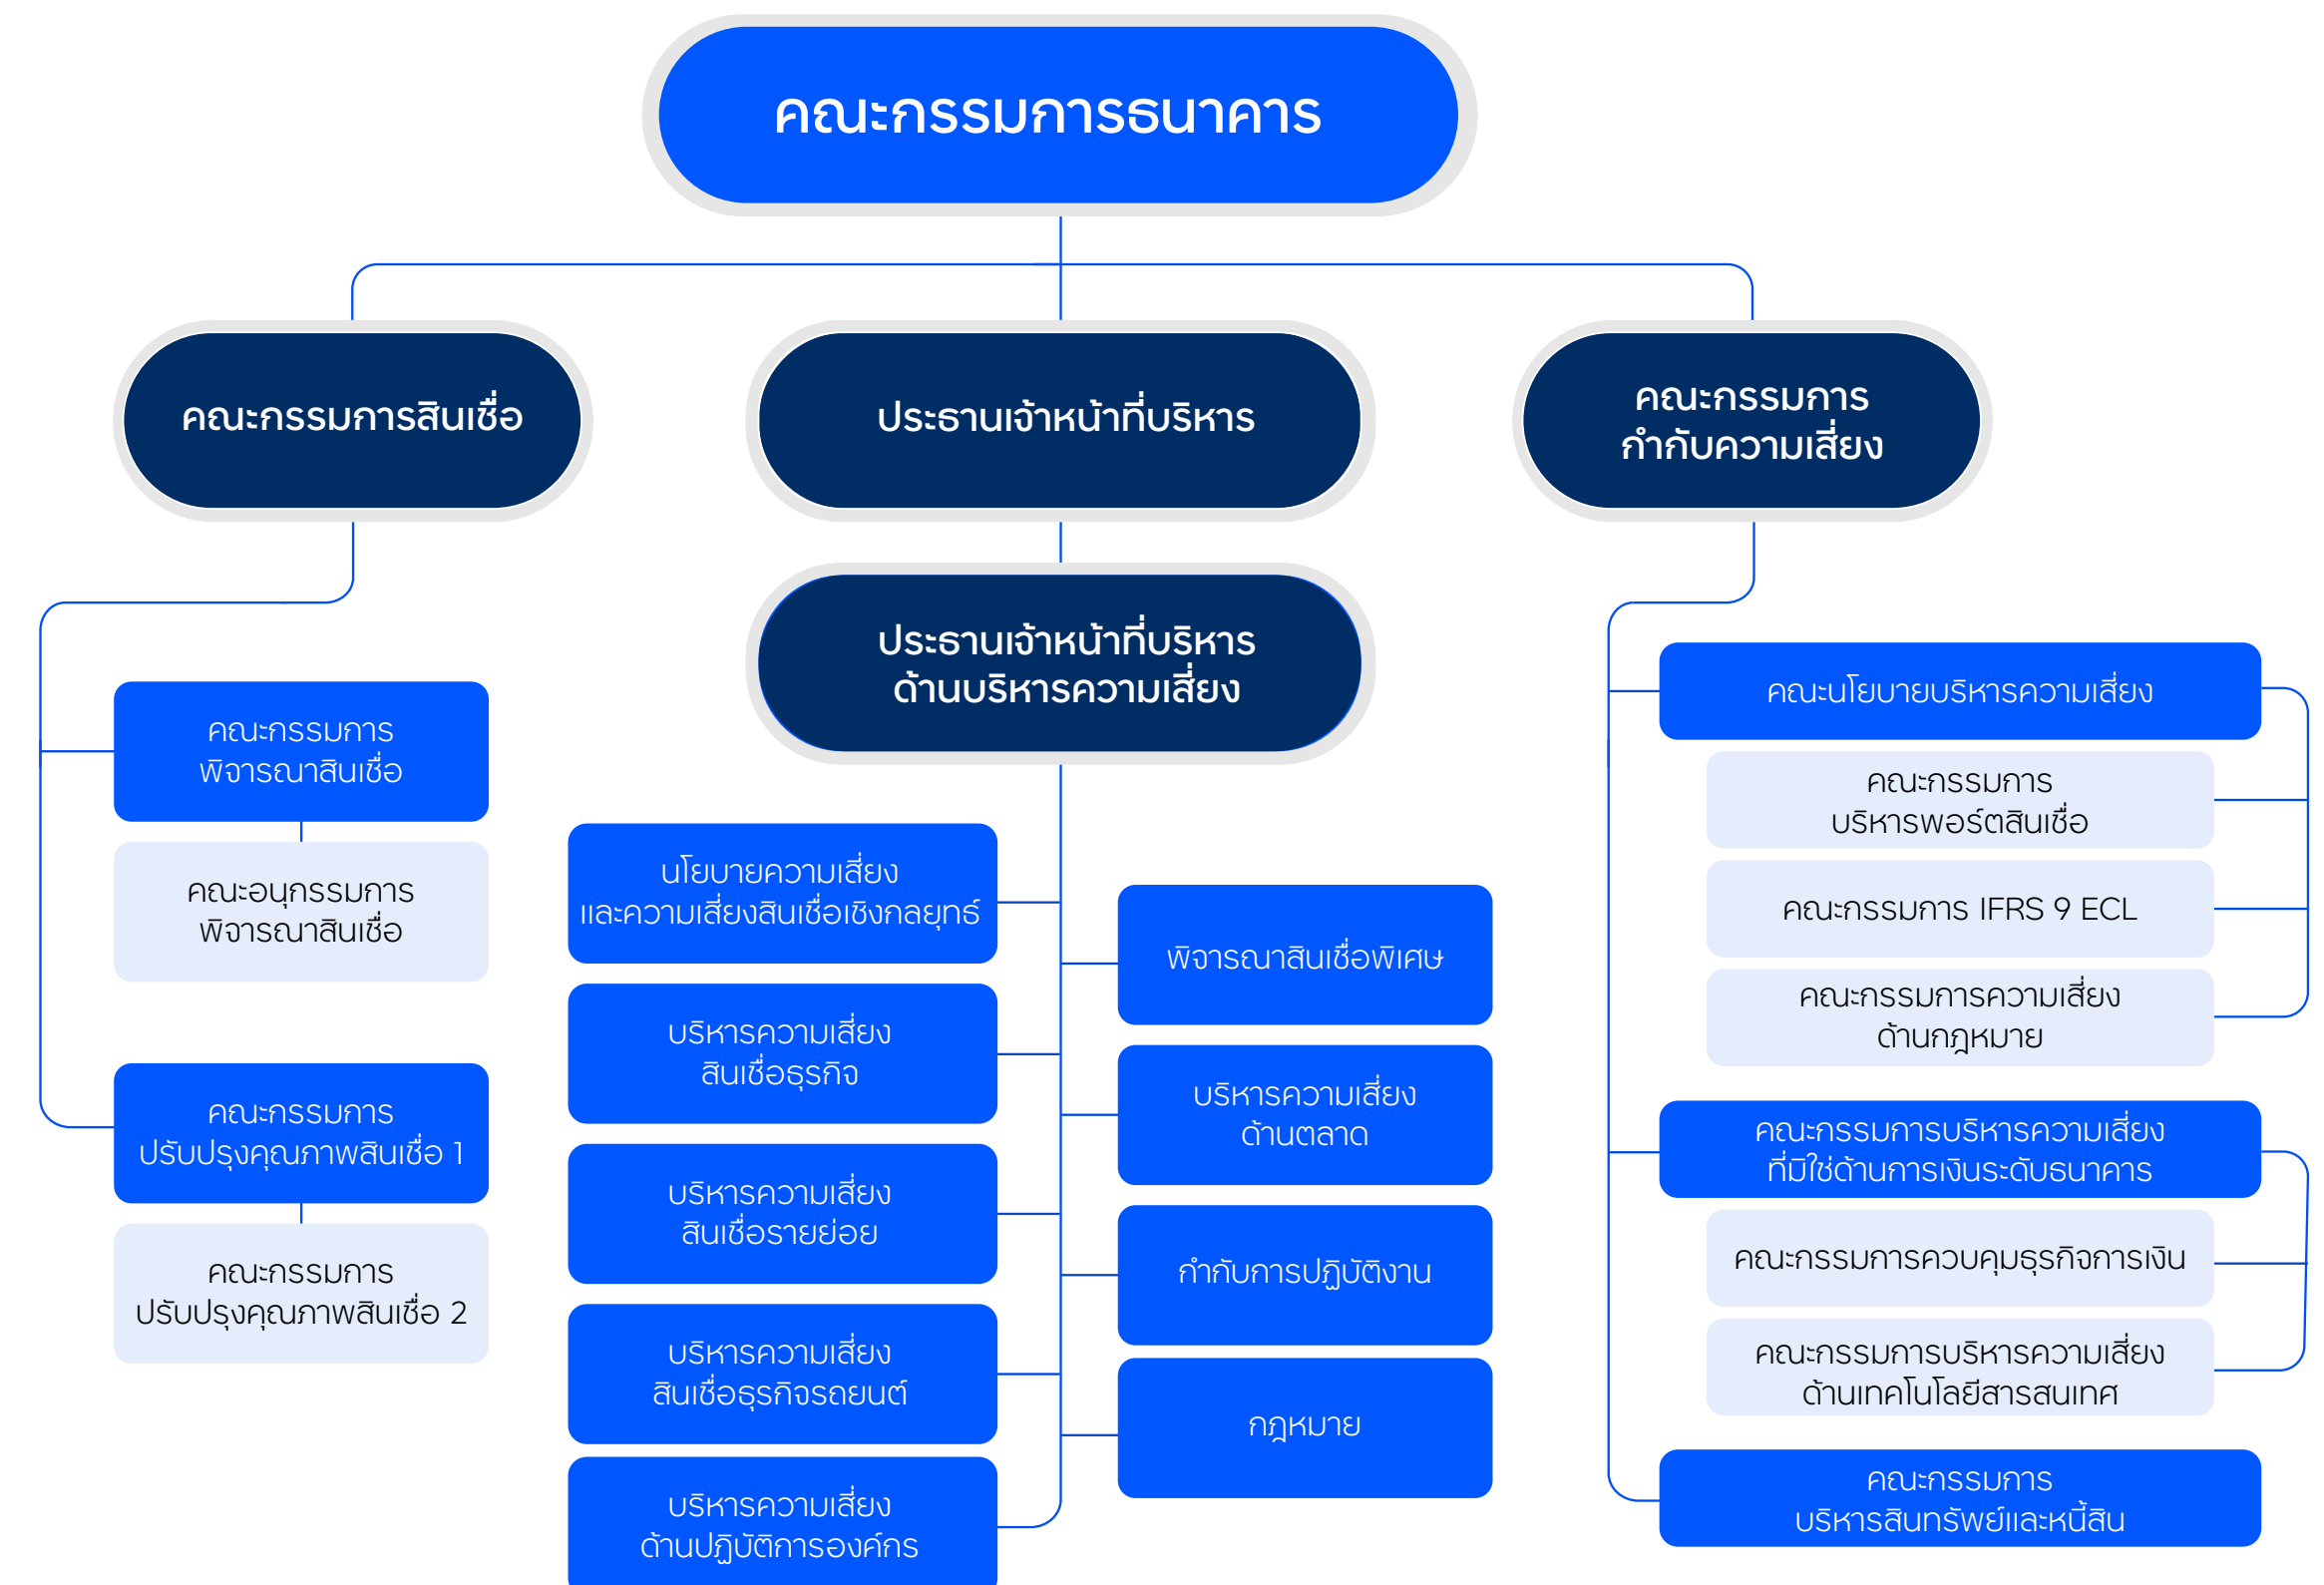 คณะกรรมการธนาคาร
คณะกรรมการสินเชื่อ
ประธานเจ้าหน้าที่บริหาร
คณะกรรมการ
กำกับความเสี่ยง
ประธานเจ้าหน้าที่บริหาร
ด้านบริหารความเสี่ยง
คณะกรรมการ
พิจารณาสินเชื่อ
คณะอนุกรรมการ
พิจารณาสินเชื่อ
คณะกรรมการ
ปรับปรุงคุณภาพสินเชื่อ 1
คณะกรรมการ
ปรับปรุงคุณภาพสินเชื่อ 2
นโยบายความเสี่ยง
และความเสี่ยงสินเชื่อเชิงกลยุทธ์
บริหารความเสี่ยง
สินเชื่อธุรกิจ
บริหารความเสี่ยง
สินเชื่อรายย่อย
บริหารความเสี่ยง
สินเชื่อธุรกิจรถยนต์
บริหารความเสี่ยง
ด้านปฏิบัติการองค์กร
พิจารณาสินเชื่อพิเศษ
บริหารความเสี่ยง
ด้านตลาด
กำกับการปฏิบัติงาน
กฎหมาย
คณะนโยบายบริหารความเสี่ยง
คณะกรรมการ
บริหารพอร์ตสินเชื่อ
คณะกรรมการ IFRS 9 ECL
คณะกรรมการความเสี่ยง
ด้านกฎหมาย
คณะกรรมการบริหารความเสี่ยง
ที่มิใช่ด้านการเงินระดับธนาคาร
คณะกรรมการควบคุมธุรกิจการเงิน
คณะกรรมการบริหารความเสี่ยง
ด้านเทคโนโลยีสารสนเทศ
คณะกรรมการ
บริหารสินทรัพย์และหนี้สิน